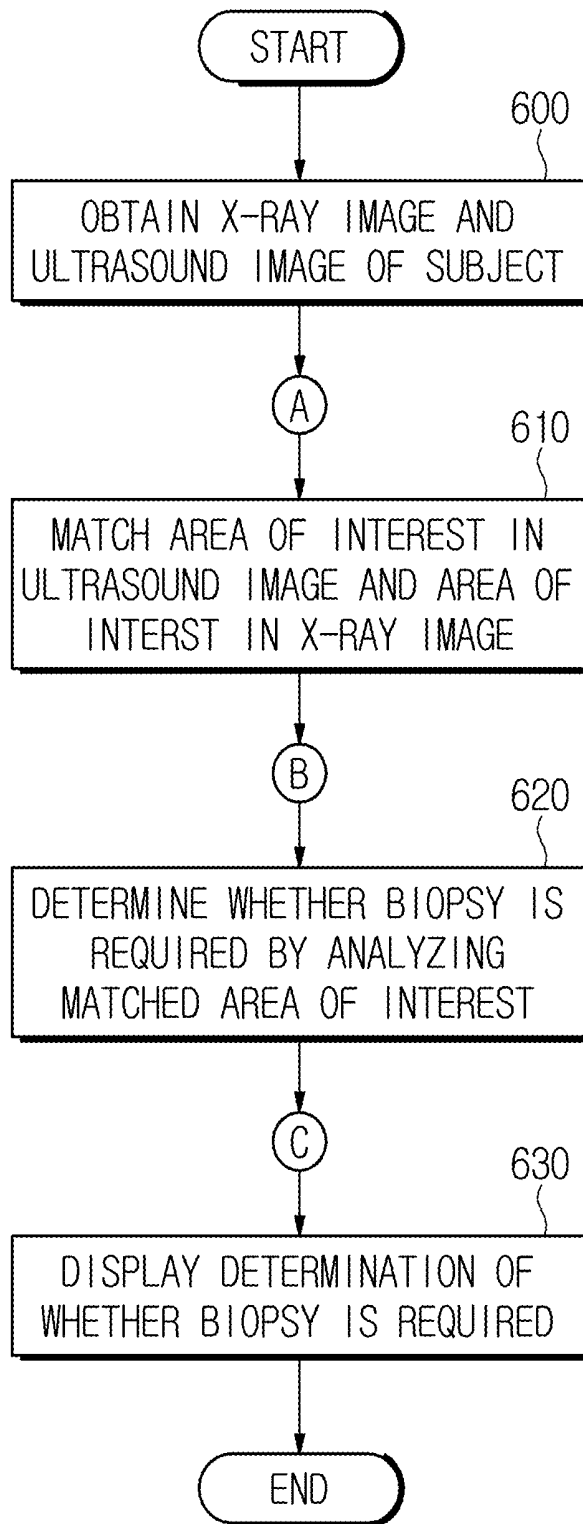 START
600
OBTAIN X-RAY IMAGE AND
ULTRASOUND IMAGE OF SUBJECT
A
610
MATCH AREA OF INTEREST IN
ULTRASOUND IMAGE AND AREA OF
INTERST IN X-RAY IMAGE
B
620
DETERMINE WHETHER BIOPSY IS
REQUIRED BY ANALYZING
MATCHED AREA OF INTEREST
C
630
DISPLAY DETERMINATION OF
WHETHER BIOPSY IS REQUIRED
END